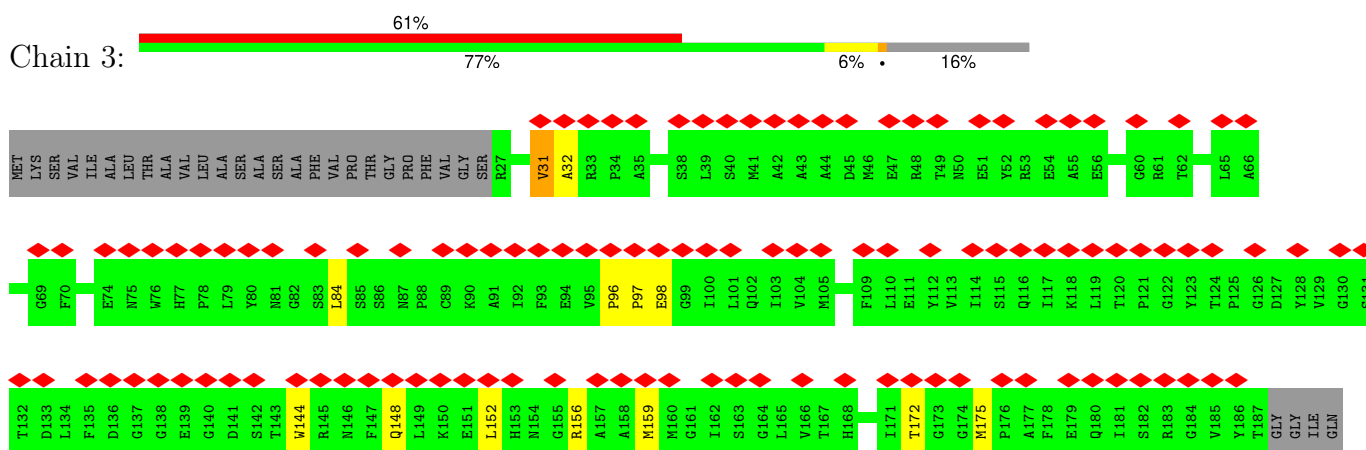 61%
Chain 3:
77% 6% • 16%
MET LYS SER VAL ILE ALA LEU THR ALA VAL LEU ALA SER ALA SER ALA PHE VAL PRO THR GLY PRO PHE VAL GLY SER R27 V31 A32 R33 P34 A35 S38 L39 S40 M41 A42 A43 A44 D45 M46 E47 R48 T49 N50 E51 Y52 R53 E54 A55 E56 G60 R61 T62 L65 A66
G69 F70 E74 N75 W76 H77 P78 L79 Y80 N81 G82 S83 L84 S85 S86 N87 P88 C89 K90 A91 I92 F93 E94 V95 P96 P97 E98 G99 I100 L101 Q102 I103 V104 M105 F109 L110 E111 Y112 V113 I114 S115 Q116 I117 K118 L119 T120 P121 G122 Y123 T124 P125 G126 D127 Y128 V129 G130
T132 D133 L134 F135 D136 G137 G138 E139 G140 D141 S142 T143 W144 R145 N146 F147 Q148 L149 K150 E151 L152 H153 N154 G155 R156 A157 A158 M159 M160 G161 I162 S163 G164 L165 V166 T167 H168 I171 T172 G173 G174 M175 P176 A177 F178 E179 Q180 I181 S182 R183 G184 V185 Y186 T187 GLY GLY ILE GLN